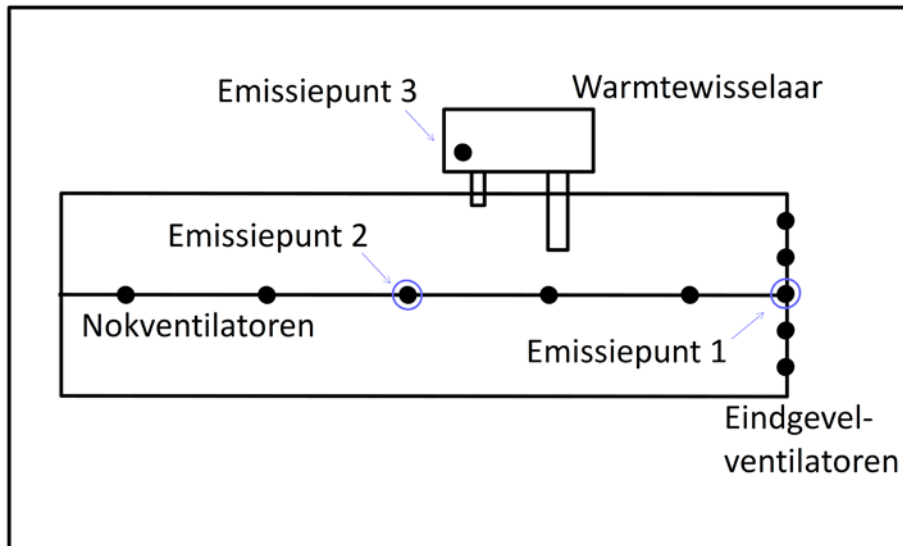 Warmtewisselaar
Emissiepunt 3
Emissiepunt 2
Nokventilatoren
Emissiepunt 1
Eindgevel-
ventilatoren